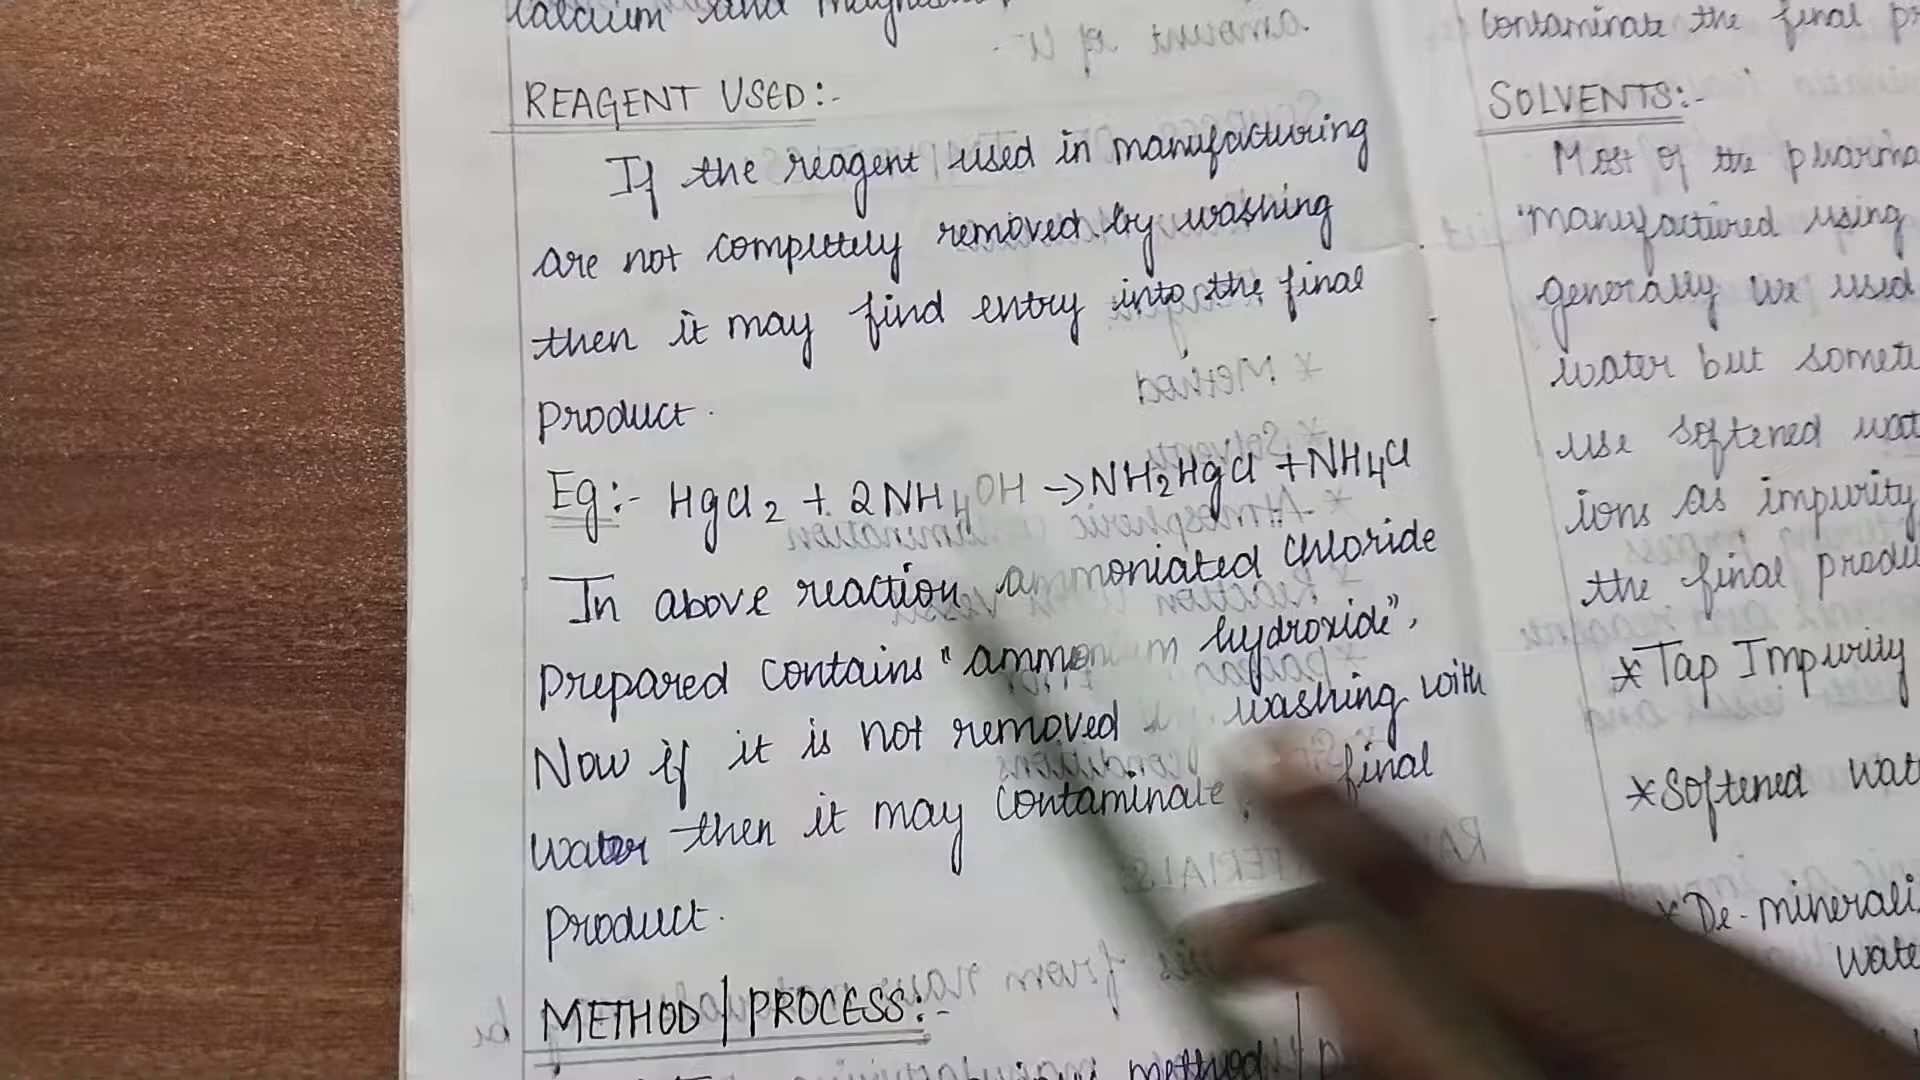 REAGENT USED:-
If the reagent used in manufacturing
are not completely removed by washing
then it may find entry into the final
product.
Eg:- HgCl2 + 2NH4OH → NH2HgCl + NH4Cl
In above reaction ammoniated chloride
prepared contains "ammonium hydroxide",
Now if it is not removed washing with
water then it may contaminate final
product.
METHOD/PROCESS:-
method
contaminate the final
SOLVENTS:-
Most of the
manufactured using
generally we used
water but
use softened
ions as impurity
the final
*Tap Impurity
*Softened
*De-